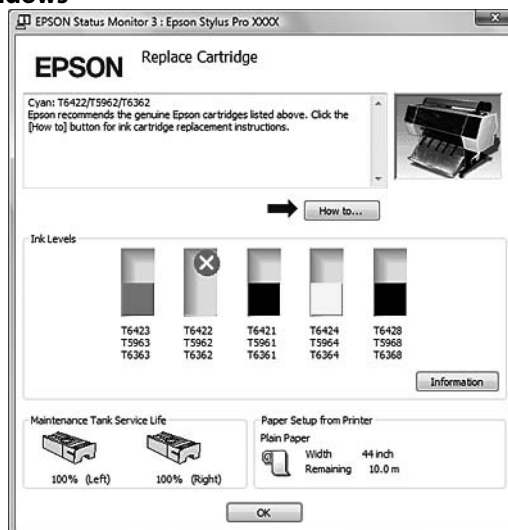 EPSON Status Monitor 3 : Epson Stylus Pro XXXX
EPSON
Replace Cartridge
Cyan: T6422/T5962/T6362
Epson recommends the genuine Epson cartridges listed above. Click the
[How to] button for ink cartridge replacement instructions.
How to...
Ink Levels
T6423 T6422 T6421 T6424 T6428
T5963 T5962 T5961 T5964 T5968
T6363 T6362 T6361 T6364 T6368
Information
Maintenance Tank Service Life
100% (Left) 100% (Right)
Paper Setup from Printer
Plain Paper
Width 44 inch
Remaining 10.0 m
OK